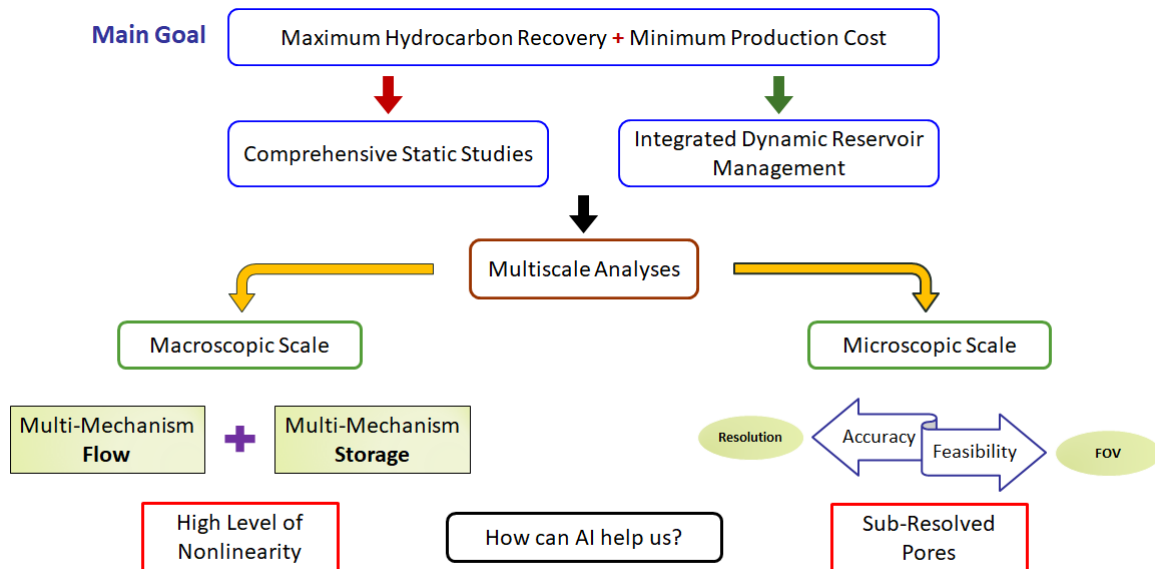 Main Goal
Maximum Hydrocarbon Recovery + Minimum Production Cost
Comprehensive Static Studies
Integrated Dynamic Reservoir
Management
Multiscale Analyses
Macroscopic Scale
Microscopic Scale
Multi-Mechanism
Flow
+
Multi-Mechanism
Storage
Resolution
Accuracy
Feasibility
FOV
High Level of
Nonlinearity
How can AI help us?
Sub-Resolved
Pores